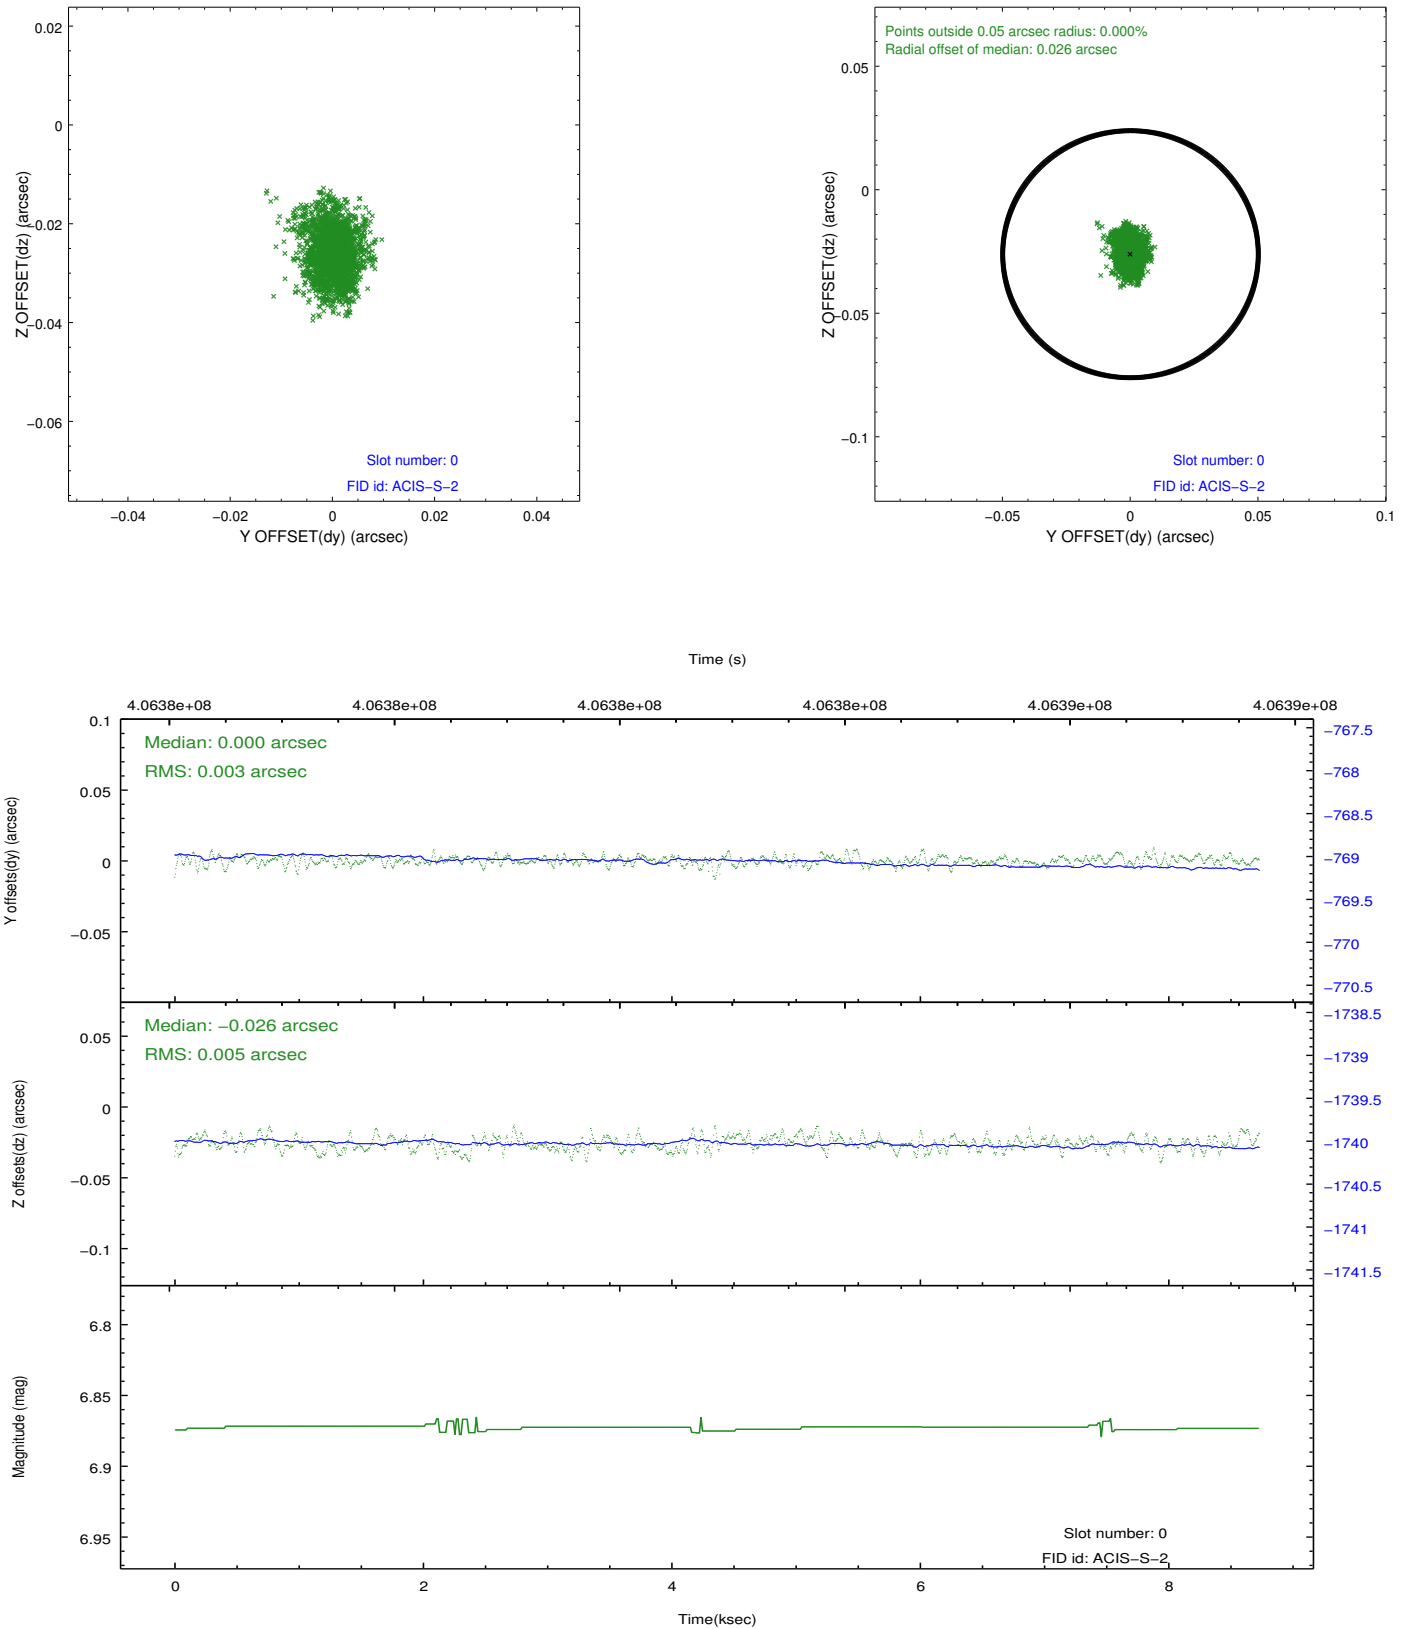 0.02
0
−0.02
−0.04
−0.06
Z OFFSET(dz) (arcsec)
Slot number: 0
FID id: ACIS−S−2
−0.04
−0.02
0
0.02
0.04
Y OFFSET(dy) (arcsec)
Points outside 0.05 arcsec radius: 0.000%
Radial offset of median: 0.026 arcsec
0.05
0
−0.05
−0.1
Z OFFSET(dz) (arcsec)
Slot number: 0
FID id: ACIS−S−2
−0.05
0
0.05
0.1
Y OFFSET(dy) (arcsec)
Time (s)
4.0638e+08
4.0638e+08
4.0638e+08
4.0638e+08
4.0639e+08
4.0639e+08
Median: 0.000 arcsec
RMS: 0.003 arcsec
0.1
0.05
0
−0.05
Y offsets(dy) (arcsec)
−767.5
−768
−768.5
−769
−769.5
−770
−770.5
Median: −0.026 arcsec
RMS: 0.005 arcsec
0.05
0
−0.05
−0.1
Z offsets(dz) (arcsec)
−1738.5
−1739
−1739.5
−1740
−1740.5
−1741
−1741.5
6.8
6.85
6.9
6.95
Magnitude (mag)
Slot number: 0
FID id: ACIS−S−2
0
2
4
6
8
Time(ksec)